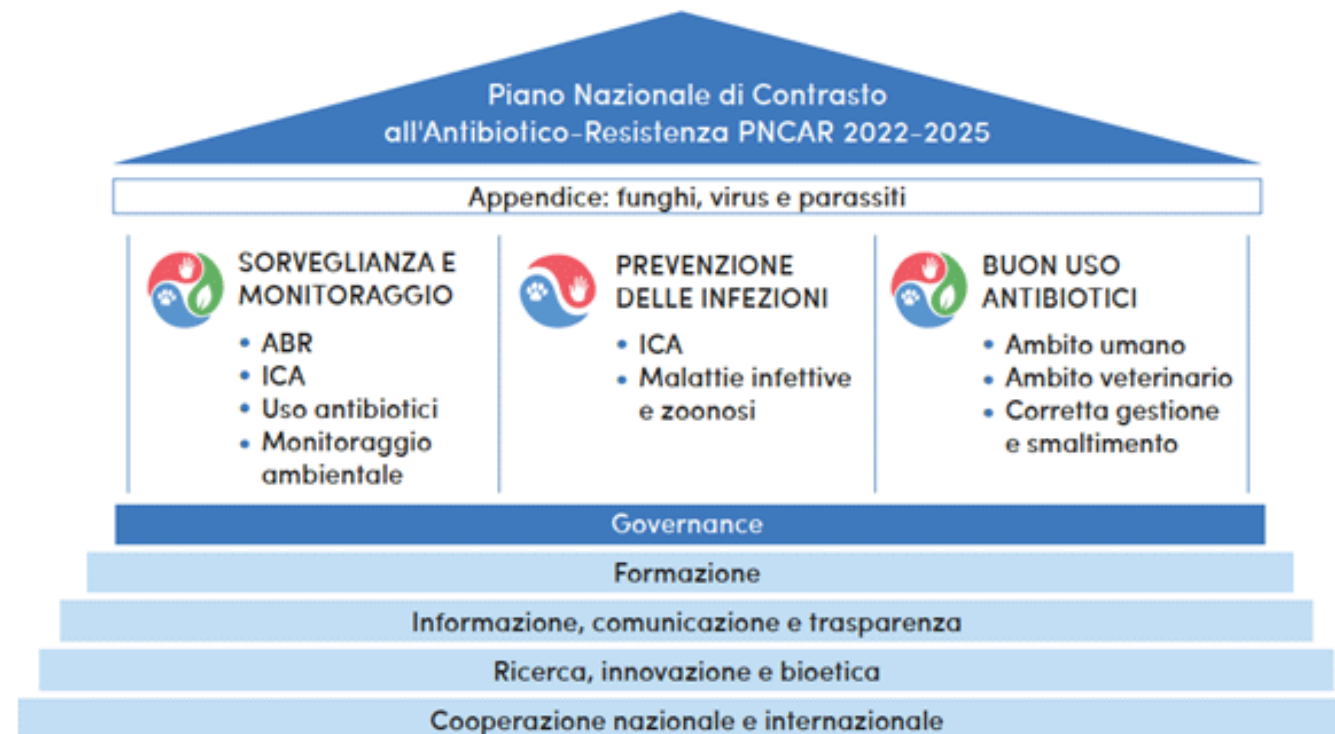 Piano Nazionale di Contrasto
all'Antibiotico-Resistenza PNCAR 2022-2025
Appendice: funghi, virus e parassiti
SORVEGLIANZA E
MONITORAGGIO
• ABR
• ICA
• Uso antibiotici
• Monitoraggio
ambientale
PREVENZIONE
DELLE INFEZIONI
• ICA
• Malattie infettive
e zoonosi
BUON USO
ANTIBIOTICI
• Ambito umano
• Ambito veterinario
• Corretta gestione
e smaltimento
Governance
Formazione
Informazione, comunicazione e trasparenza
Ricerca, innovazione e bioetica
Cooperazione nazionale e internazionale